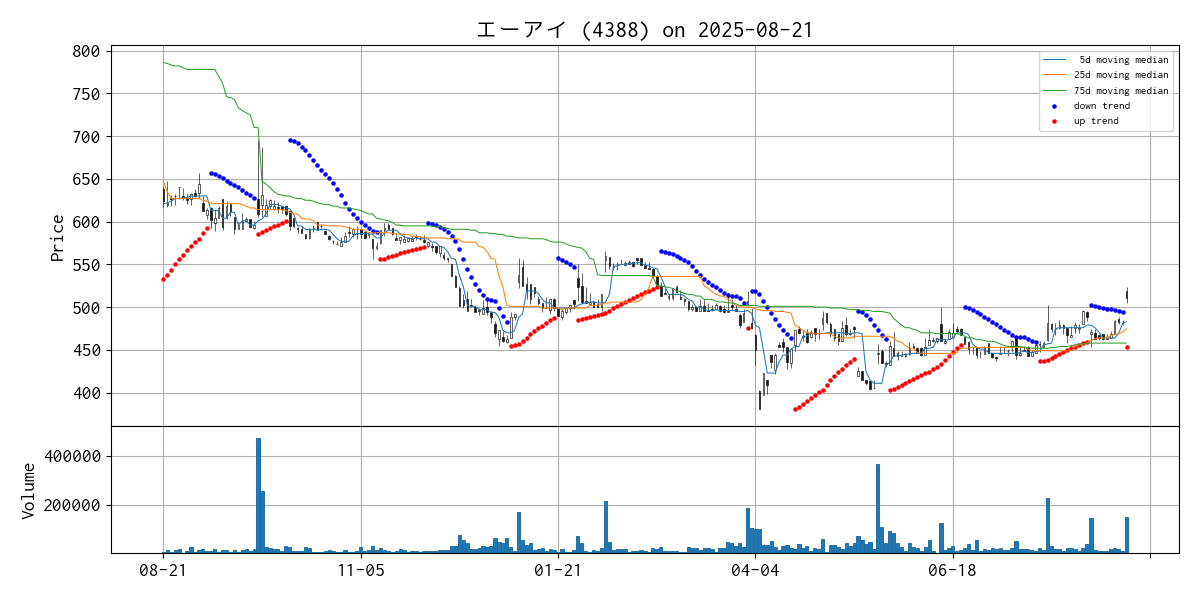 エーアイ (4388) on 2025-08-21
800
750
700
650
600
550
500
450
400
Price
5d moving median
25d moving median
75d moving median
down trend
up trend
400000
200000
Volume
08-21
11-05
01-21
04-04
06-18